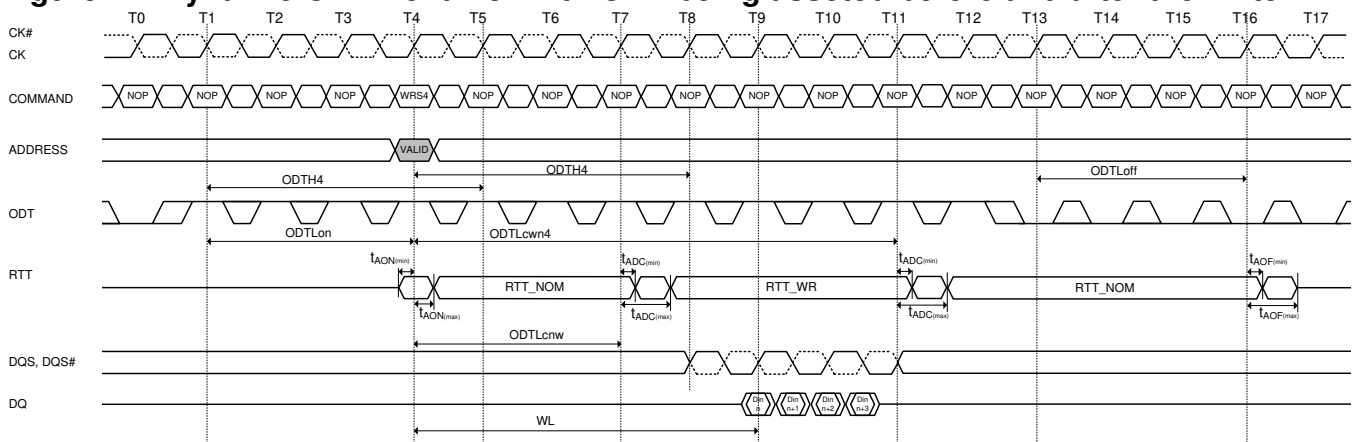 T0 T1 T2 T3 T4 T5 T6 T7 T8 T9 T10 T11 T12 T13 T14 T15 T16 T17
CK#
CK
COMMAND NOP NOP NOP NOP WRS4 NOP NOP NOP NOP NOP NOP NOP NOP NOP NOP NOP NOP NOP
ADDRESS VALID
ODTH4 ODTH4 ODTLoff
ODT
ODTLon ODTLcwn4
tAON(min) tADC(min) tADC(min) tAOF(min)
RTT RTT_NOM RTT_WR RTT_NOM
tAON(max) tADC(max) tADC(max) tAOF(max)
ODTLcnw
DQS, DQS#
DQ Din n Din n+1 Din n+2 Din n+3
WL